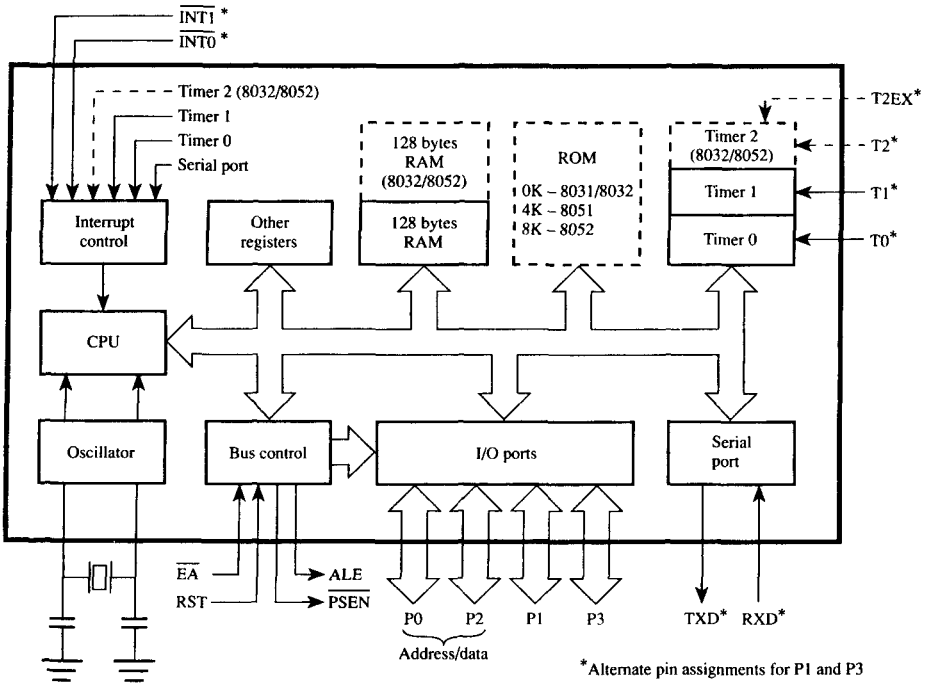 INT1 *
INT0 *
Timer 2 (8032/8052)
Timer 1
Timer 0
Serial port
T2EX*
T2*
T1*
T0*
Interrupt
control
Other
registers
128 bytes
RAM
(8032/8052)
128 bytes
RAM
ROM
0K – 8031/8032
4K – 8051
8K – 8052
Timer 2
(8032/8052)
Timer 1
Timer 0
CPU
Oscillator
Bus control
I/O ports
Serial
port
EA
RST
ALE
PSEN
P0
P2
P1
P3
Address/data
TXD*
RXD*
*Alternate pin assignments for P1 and P3